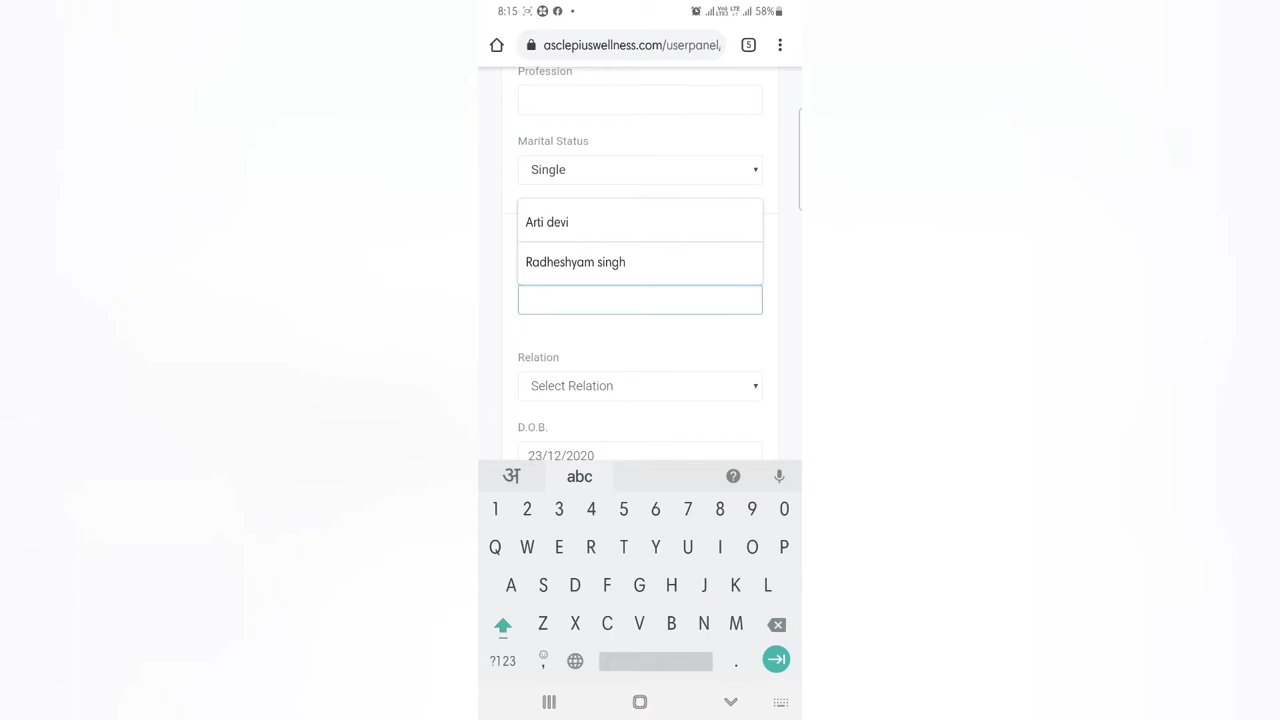 8:15 58%
asclepiuswellness.com/userpanel,
5
Profession
Marital Status
Single
Arti devi
Radheshyam singh
Relation
Select Relation
D.O.B.
23/12/2020
अ abc ?
1 2 3 4 5 6 7 8 9 0
Q W E R T Y U I O P
A S D F G H J K L
Z X C V B N M
?123 , .